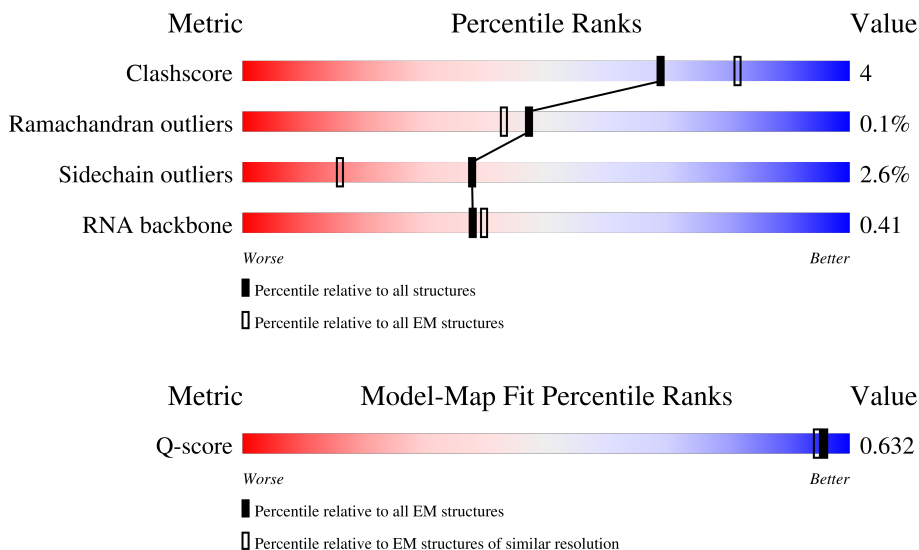 Metric Percentile Ranks Value
Clashscore 4
Ramachandran outliers 0.1%
Sidechain outliers 2.6%
RNA backbone 0.41
Worse Better
Percentile relative to all structures
Percentile relative to all EM structures
Metric Model-Map Fit Percentile Ranks Value
Q-score 0.632
Worse Better
Percentile relative to all EM structures
Percentile relative to EM structures of similar resolution